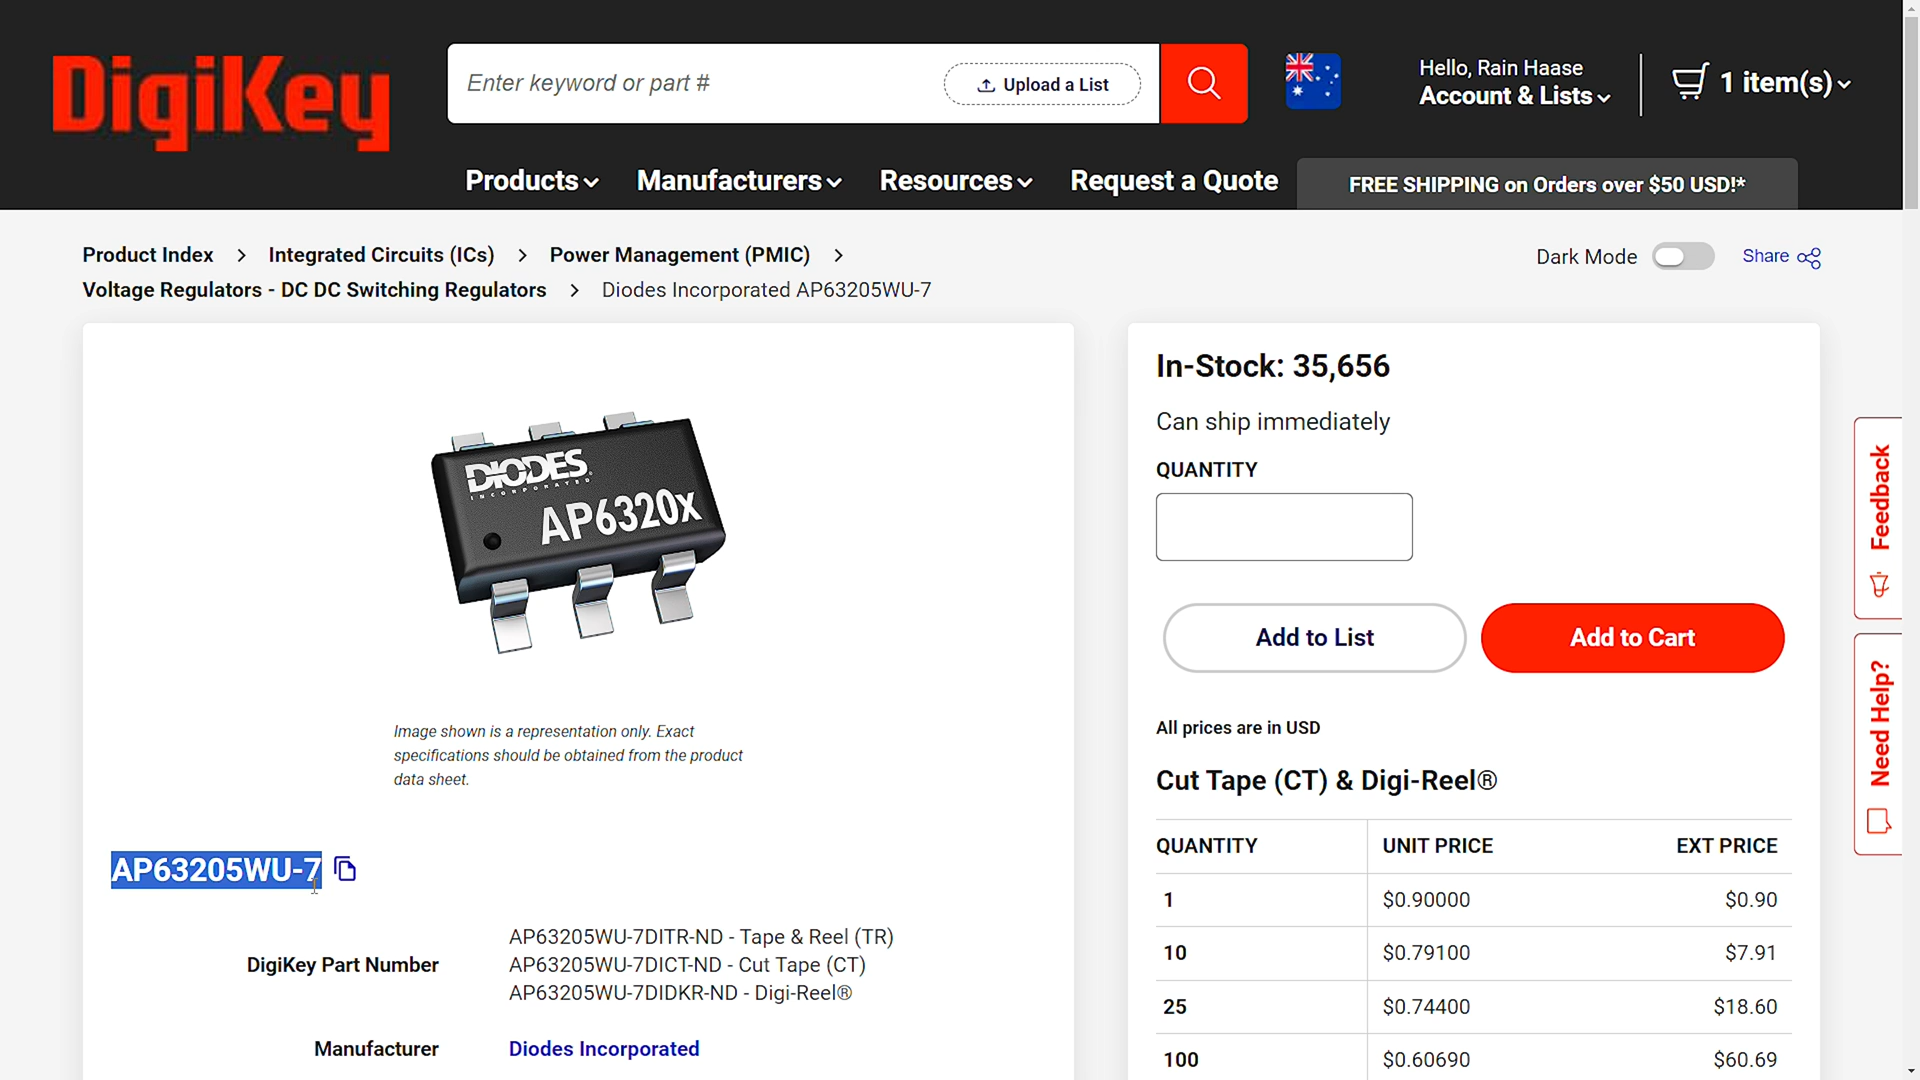 DigiKey
Enter keyword or part #
Upload a List
Hello, Rain Haase
Account & Lists
1 item(s)
Products
Manufacturers
Resources
Request a Quote
FREE SHIPPING on Orders over $50 USD!*
Product Index > Integrated Circuits (ICs) > Power Management (PMIC) >
Voltage Regulators - DC DC Switching Regulators > Diodes Incorporated AP63205WU-7
Dark Mode
Share
DIODES
INCORPORATED
AP6320x
Image shown is a representation only. Exact
specifications should be obtained from the product
data sheet.
AP63205WU-7
DigiKey Part Number
AP63205WU-7DITR-ND - Tape & Reel (TR)
AP63205WU-7DICT-ND - Cut Tape (CT)
AP63205WU-7DIDKR-ND - Digi-Reel®
Manufacturer
Diodes Incorporated
In-Stock: 35,656
Can ship immediately
QUANTITY
Add to List
Add to Cart
All prices are in USD
Cut Tape (CT) & Digi-Reel®
QUANTITY UNIT PRICE EXT PRICE
1 $0.90000 $0.90
10 $0.79100 $7.91
25 $0.74400 $18.60
100 $0.60690 $60.69
Feedback
Need Help?